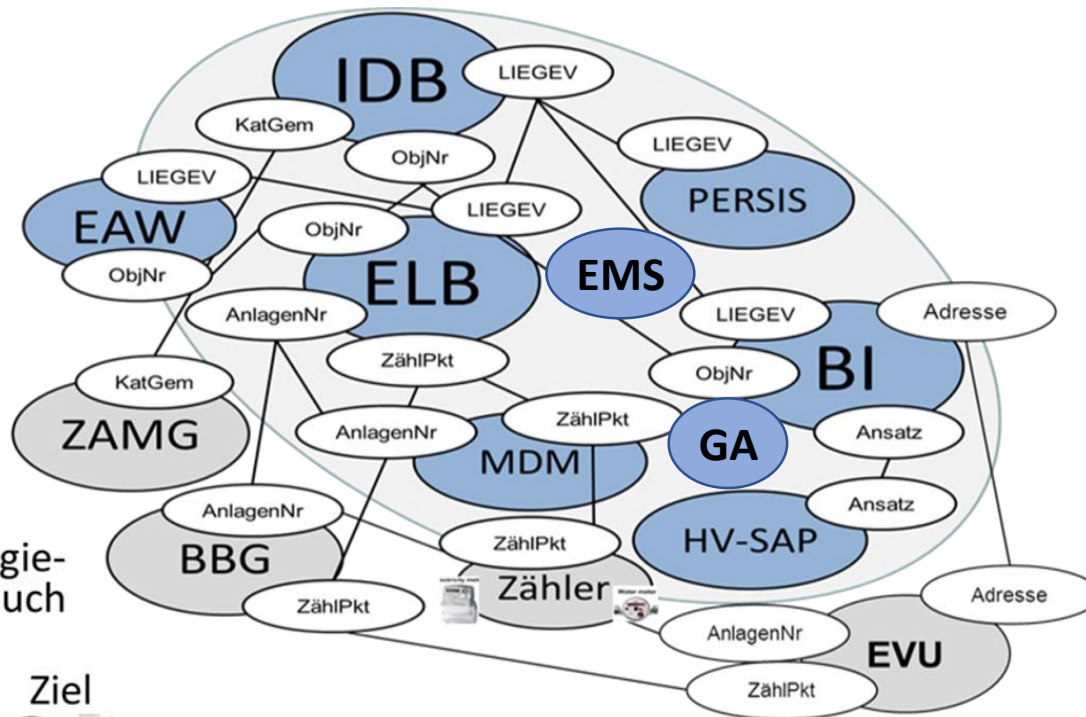 IDB
LIEGEV
KatGem
ObjNr
LIEGEV
PERSIS
LIEGEV
EAW
ObjNr
ObjNr
LIEGEV
ELB
EMS
AnlagenNr
ZählPkt
LIEGEV
Adresse
ObjNr
BI
KatGem
ZAMG
AnlagenNr
ZählPkt
MDM
GA
Ansatz
Ansatz
HV-SAP
AnlagenNr
BBG
ZählPkt
ZählPkt
Zähler
Water meter
gie-
uch
Adresse
AnlagenNr
EVU
ZählPkt
Ziel